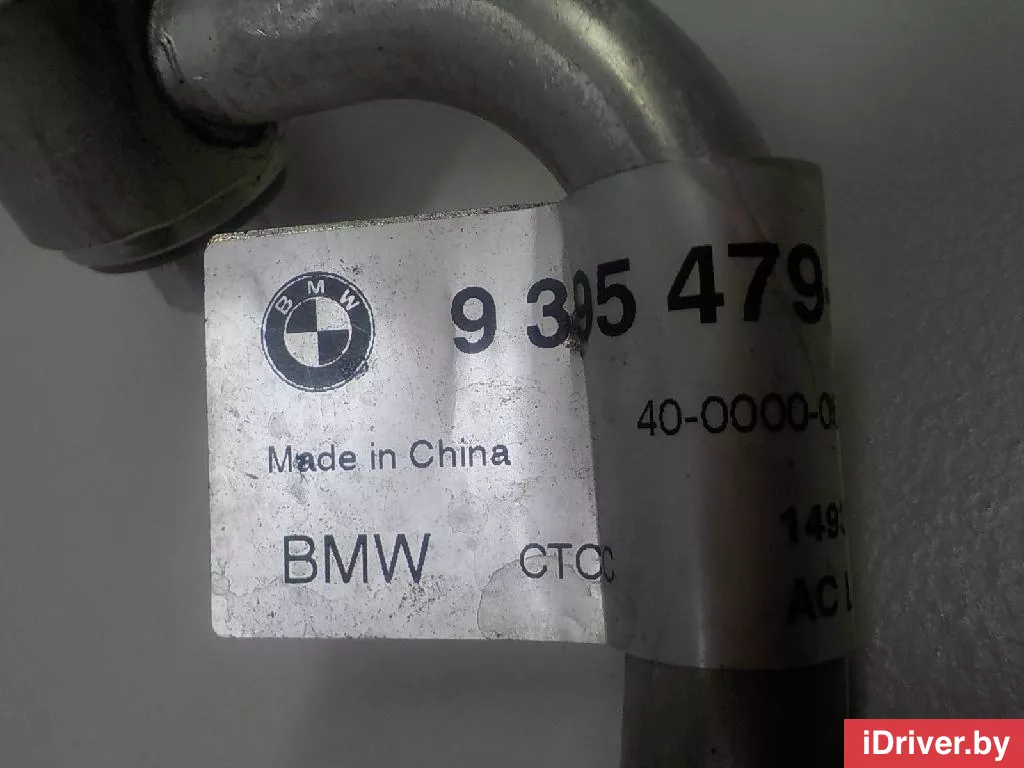 BMW
9 395 479
40-0000-0
Made in China
149
BMW CTCC
AC
iDriver.by